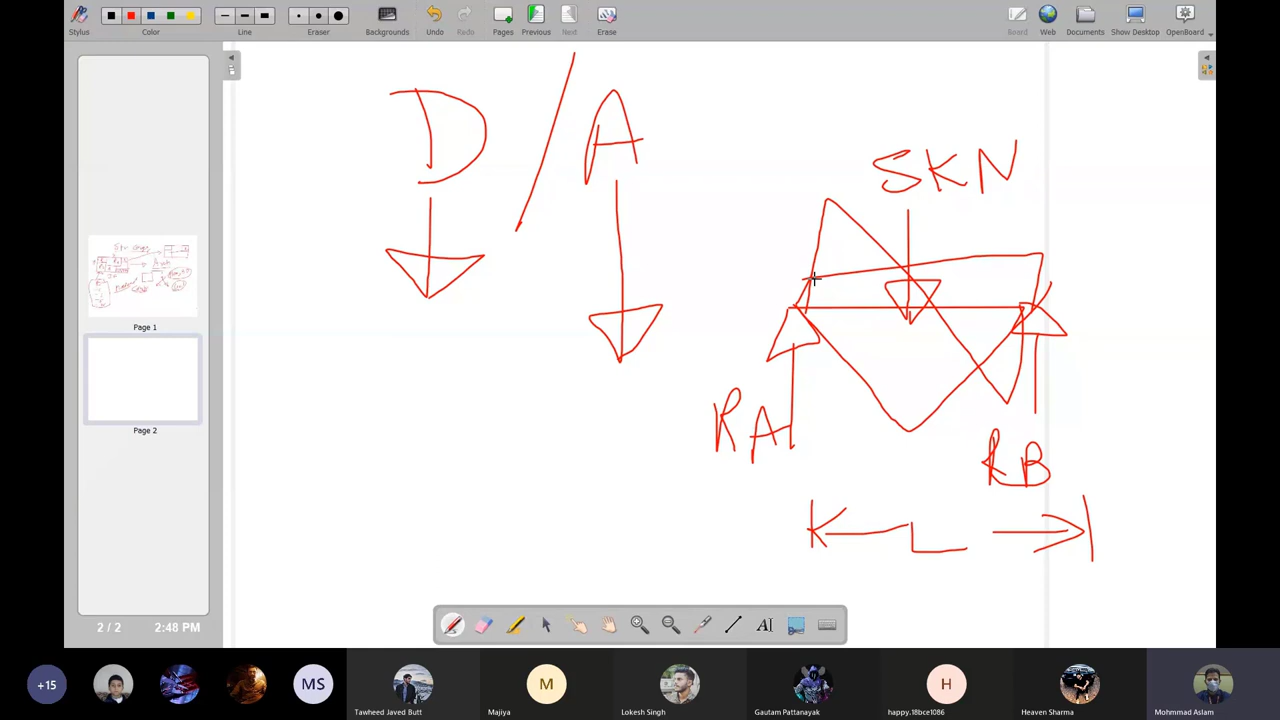 Stylus
Color
Line
Eraser
Backgrounds
Undo
Redo
Pages
Previous
Next
Erase
Board
Web
Documents
Show Desktop
OpenBoard
D/A
SKN
RA
RB
L
Page 1
Page 2
2 / 2
2:48 PM
+15
MS
Tawheed Javed Butt
M
Majiya
Lokesh Singh
Gautam Pattanayak
H
happy.18bce1086
Heaven Sharma
Mohmmad Aslam